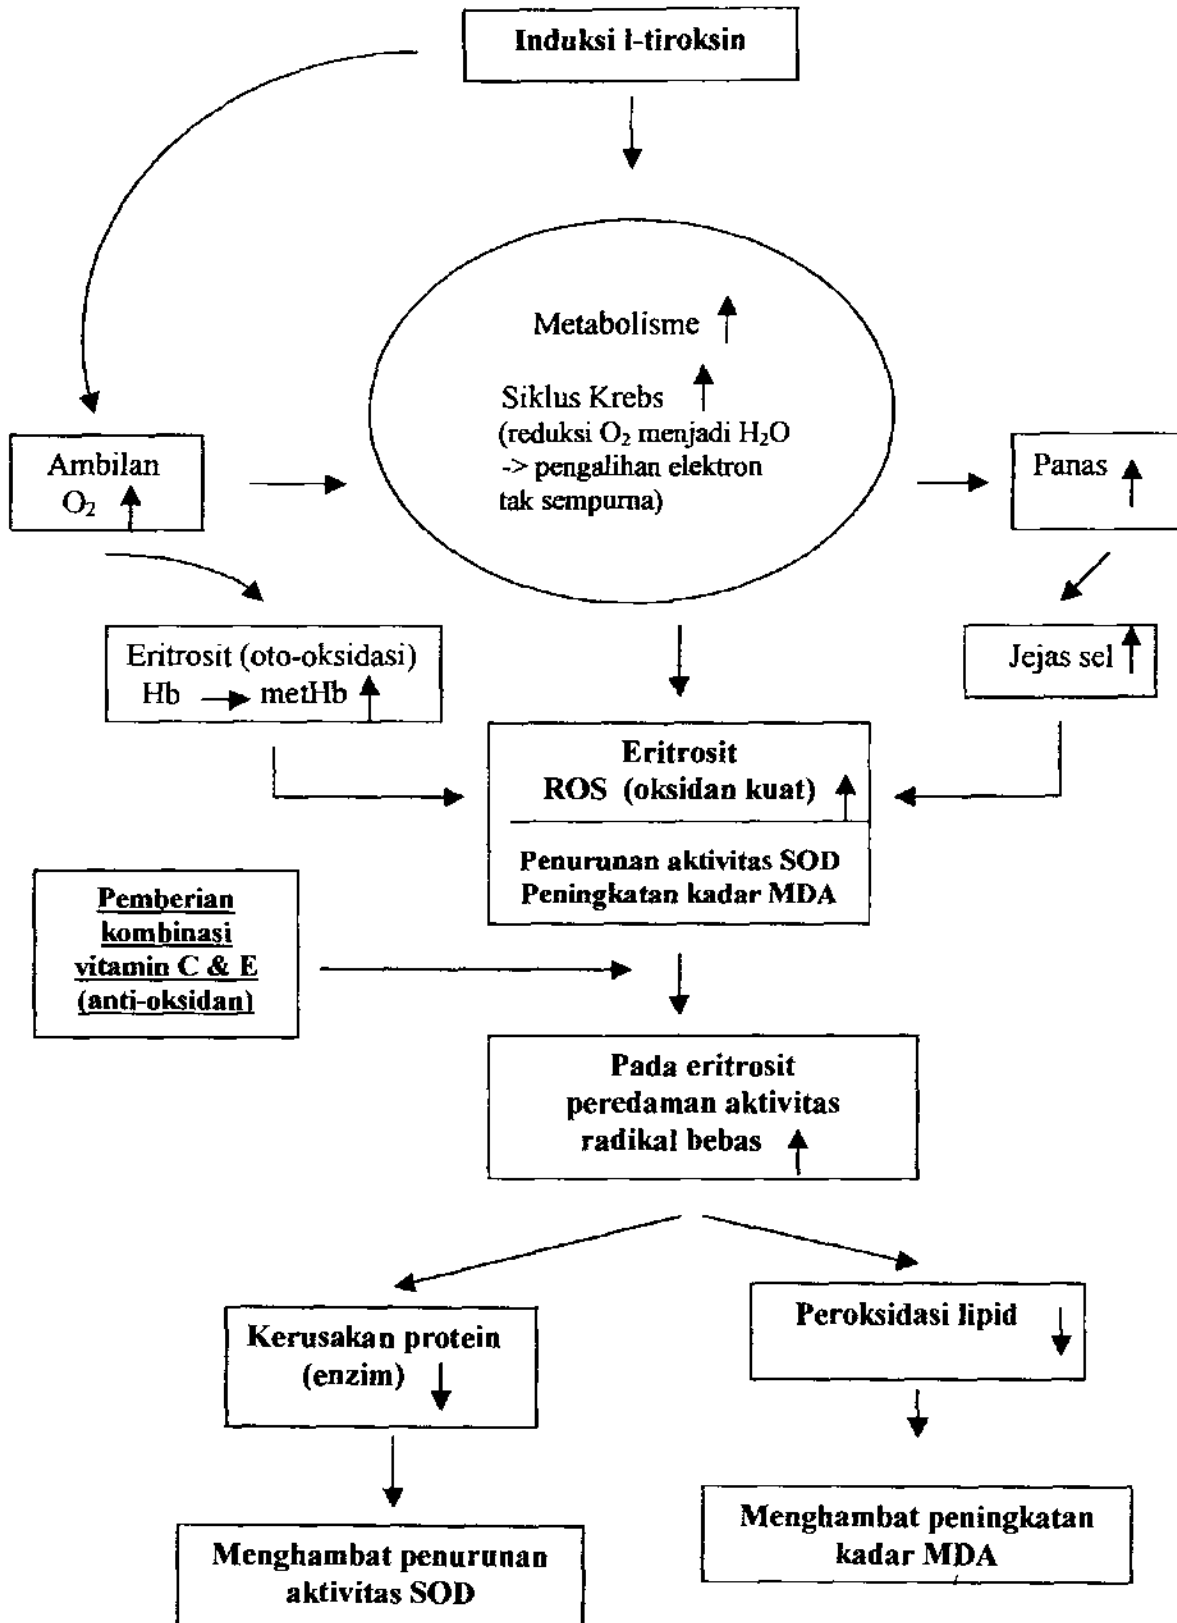 Induksi l-tiroksin
Metabolisme ↑
Siklus Krebs ↑
(reduksi O₂ menjadi H₂O
-> pengalihan elektron
tak sempurna)
Ambilan
O₂ ↑
Panas ↑
Eritrosit (oto-oksidasi)
Hb → metHb ↑
Jejas sel ↑
Eritrosit
ROS (oksidan kuat) ↑
Penurunan aktivitas SOD
Peningkatan kadar MDA
Pemberian
kombinasi
vitamin C & E
(anti-oksidan)
Pada eritrosit
peredaman aktivitas
radikal bebas ↑
Kerusakan protein
(enzim) ↓
Peroksidasi lipid ↓
Menghambat penurunan
aktivitas SOD
Menghambat peningkatan
kadar MDA